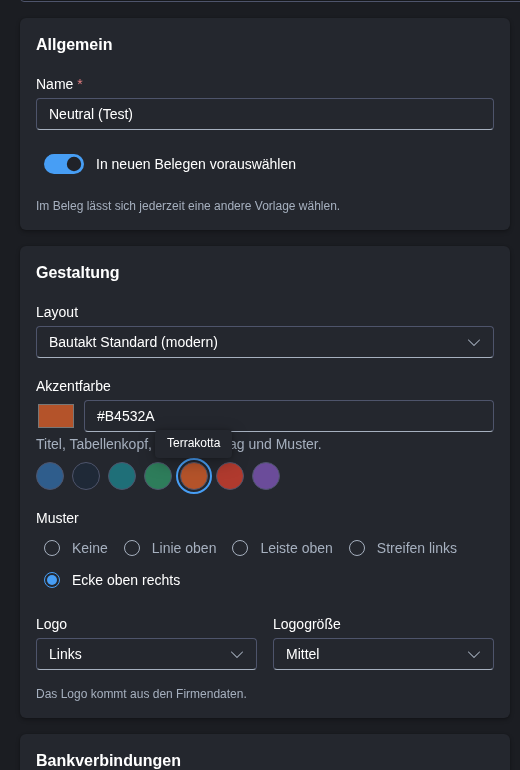 Allgemein
Name *
Neutral (Test)
In neuen Belegen vorauswählen
Im Beleg lässt sich jederzeit eine andere Vorlage wählen.
Gestaltung
Layout
Bautakt Standard (modern)
Akzentfarbe
#B4532A
Titel, Tabellenkopf, und Muster.
Terrakotta
Muster
Keine Linie oben Leiste oben Streifen links
Ecke oben rechts
Logo Logogröße
Links Mittel
Das Logo kommt aus den Firmendaten.
Bankverbindungen